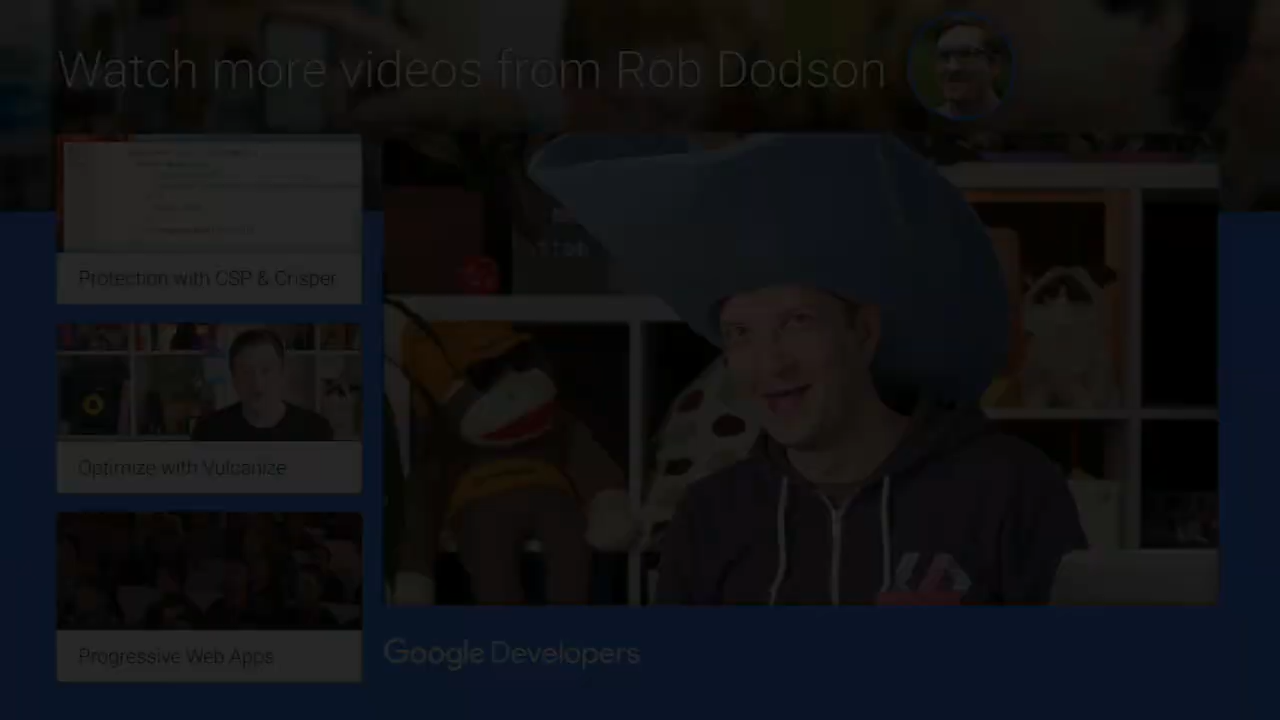 Watch more videos from Rob Dodson
Protection with CSP & Crisper
Optimize with Vulcanize
Progressive Web Apps
Google Developers